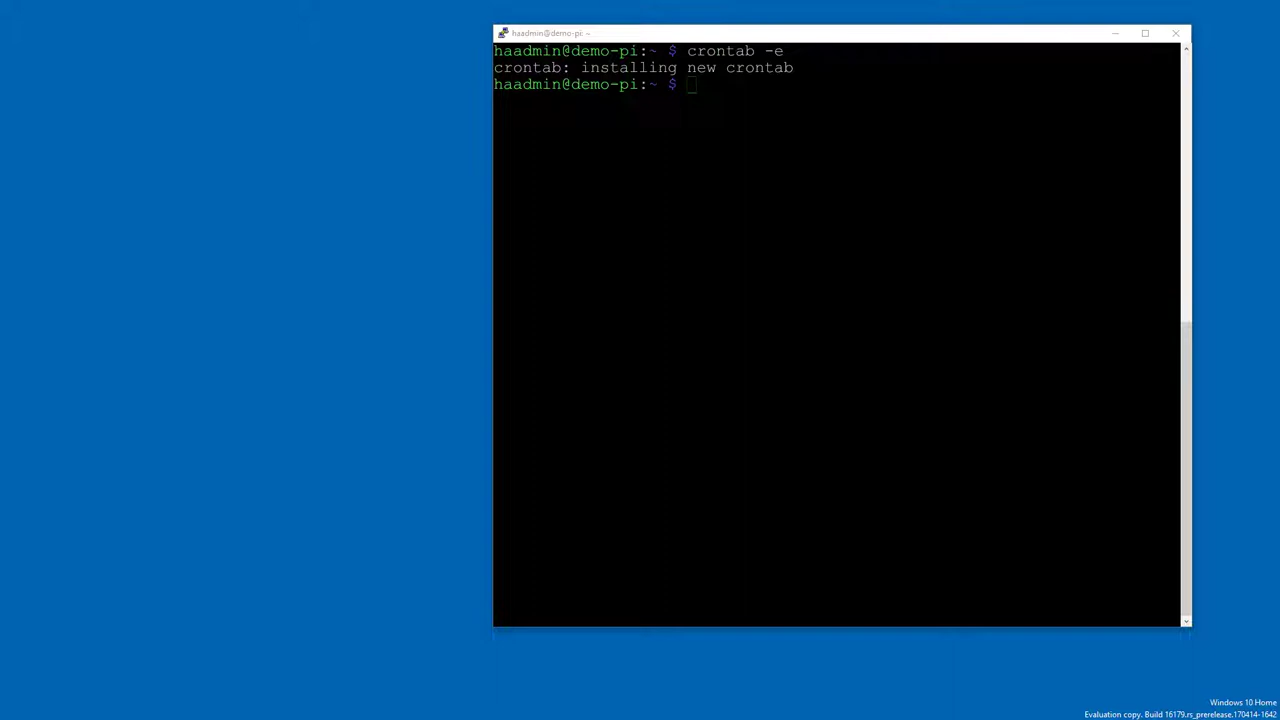 haadmin@demo-pi: ~
haadmin@demo-pi:~ $ crontab -e
crontab: installing new crontab
haadmin@demo-pi:~ $
Windows 10 Home
Evaluation copy. Build 16179.rs_prerelease.170414-1642